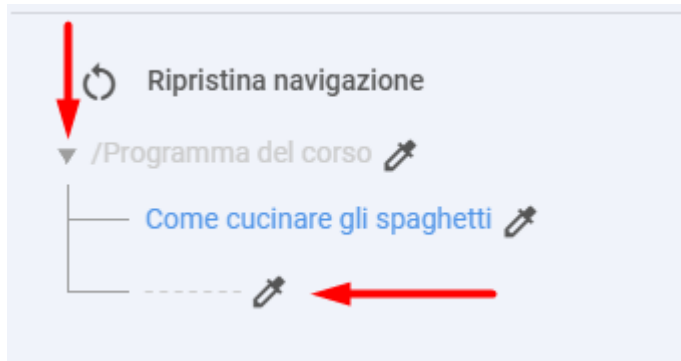 Ripristina navigazione
/Programma del corso
Come cucinare gli spaghetti